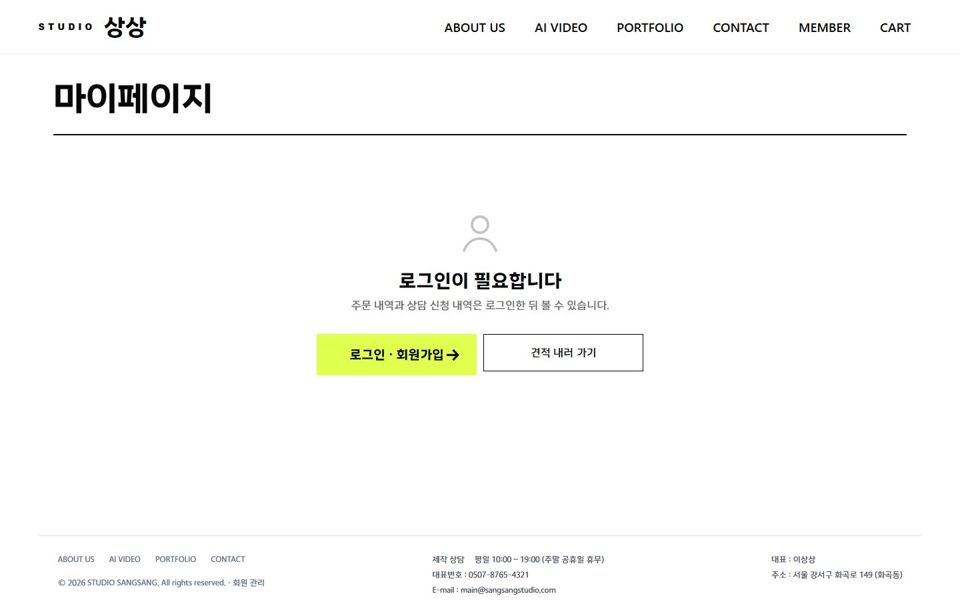 STUDIO 상상
ABOUT US AI VIDEO PORTFOLIO CONTACT MEMBER CART
마이페이지
로그인이 필요합니다
주문 내역과 상담 신청 내역은 로그인한 뒤 볼 수 있습니다.
로그인 · 회원가입 →
견적 내러 가기
ABOUT US AI VIDEO PORTFOLIO CONTACT
© 2026 STUDIO SANGSANG, All rights reserved. · 회원 관리
제작 상담 평일 10:00 – 19:00 (주말 공휴일 휴무)
대표번호 : 0507-8765-4321
E-mail : main@sangsangstudio.com
대표 : 이상상
주소 : 서울 강서구 화곡로 149 (화곡동)